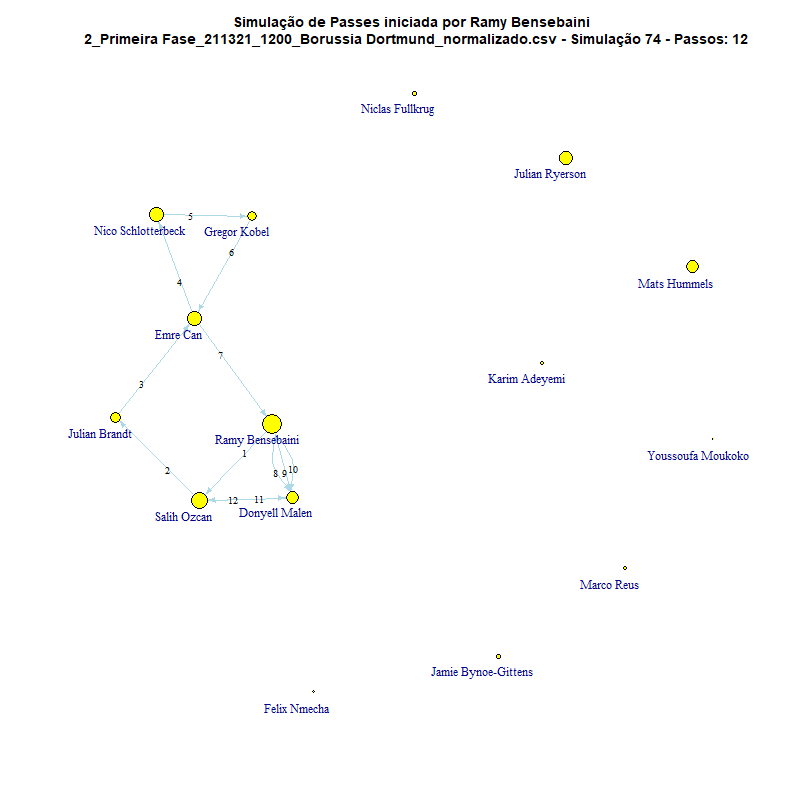 Simulação de Passes iniciada por Ramy Bensebaini
2_Primeira Fase_211321_1200_Borussia Dortmund_normalizado.csv - Simulação 74 - Passos: 12
Niclas Fullkrug
Julian Ryerson
5
Nico Schlotterbeck
Gregor Kobel
6
4
Mats Hummels
Emre Can
7
Karim Adeyemi
3
Julian Brandt
Ramy Bensebaini
1
Youssoufa Moukoko
2
8
9
10
12
11
Salih Ozcan
Donyell Malen
Marco Reus
Jamie Bynoe-Gittens
Felix Nmecha